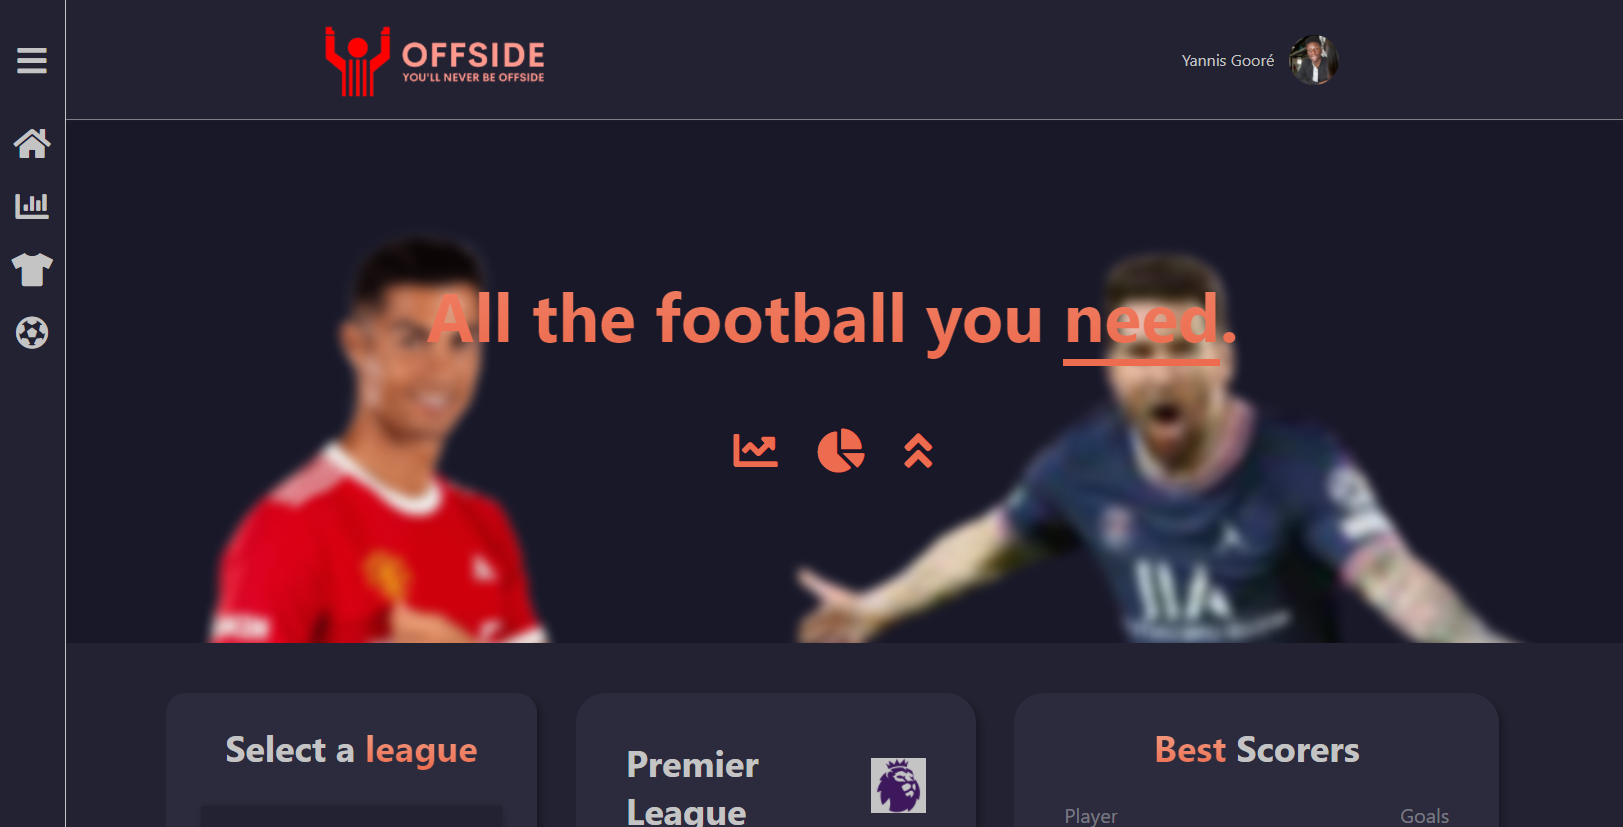 OFFSIDE
YOU'LL NEVER BE OFFSIDE
Yannis Gooré
All the football you need.
Select a league
Premier
League
Best Scorers
Player Goals